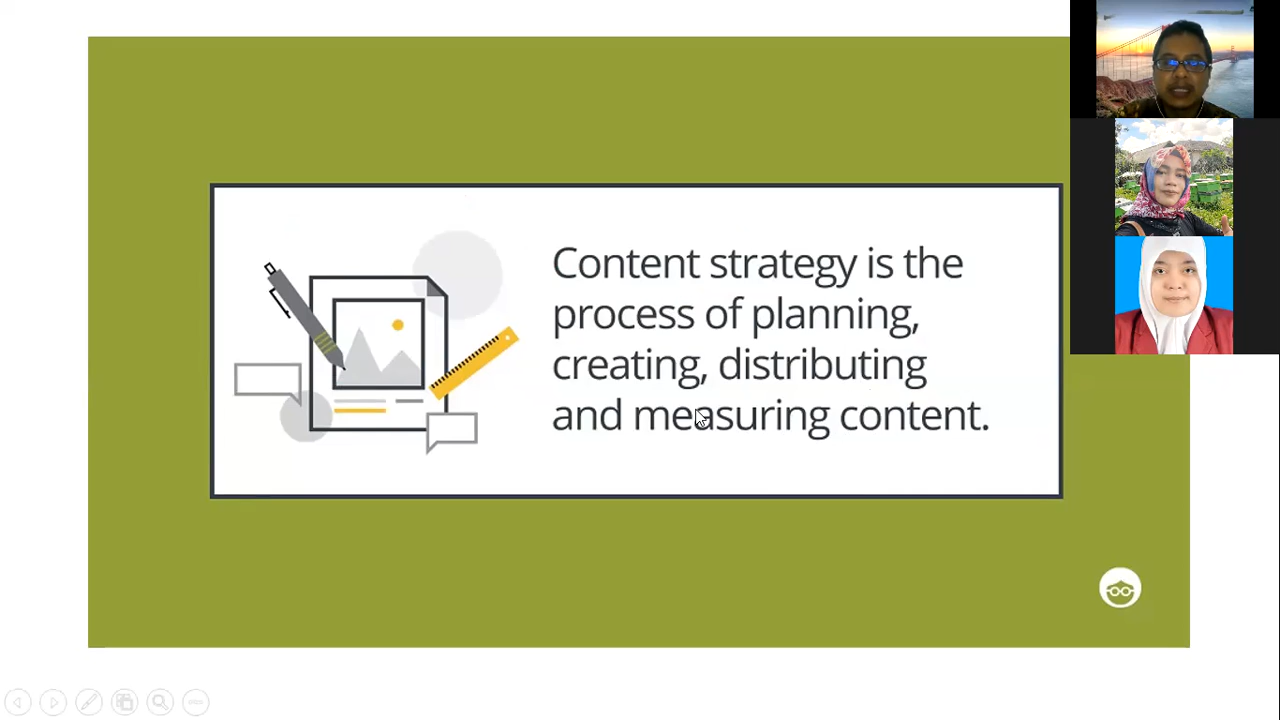 Content strategy is the
process of planning,
creating, distributing
and measuring content.